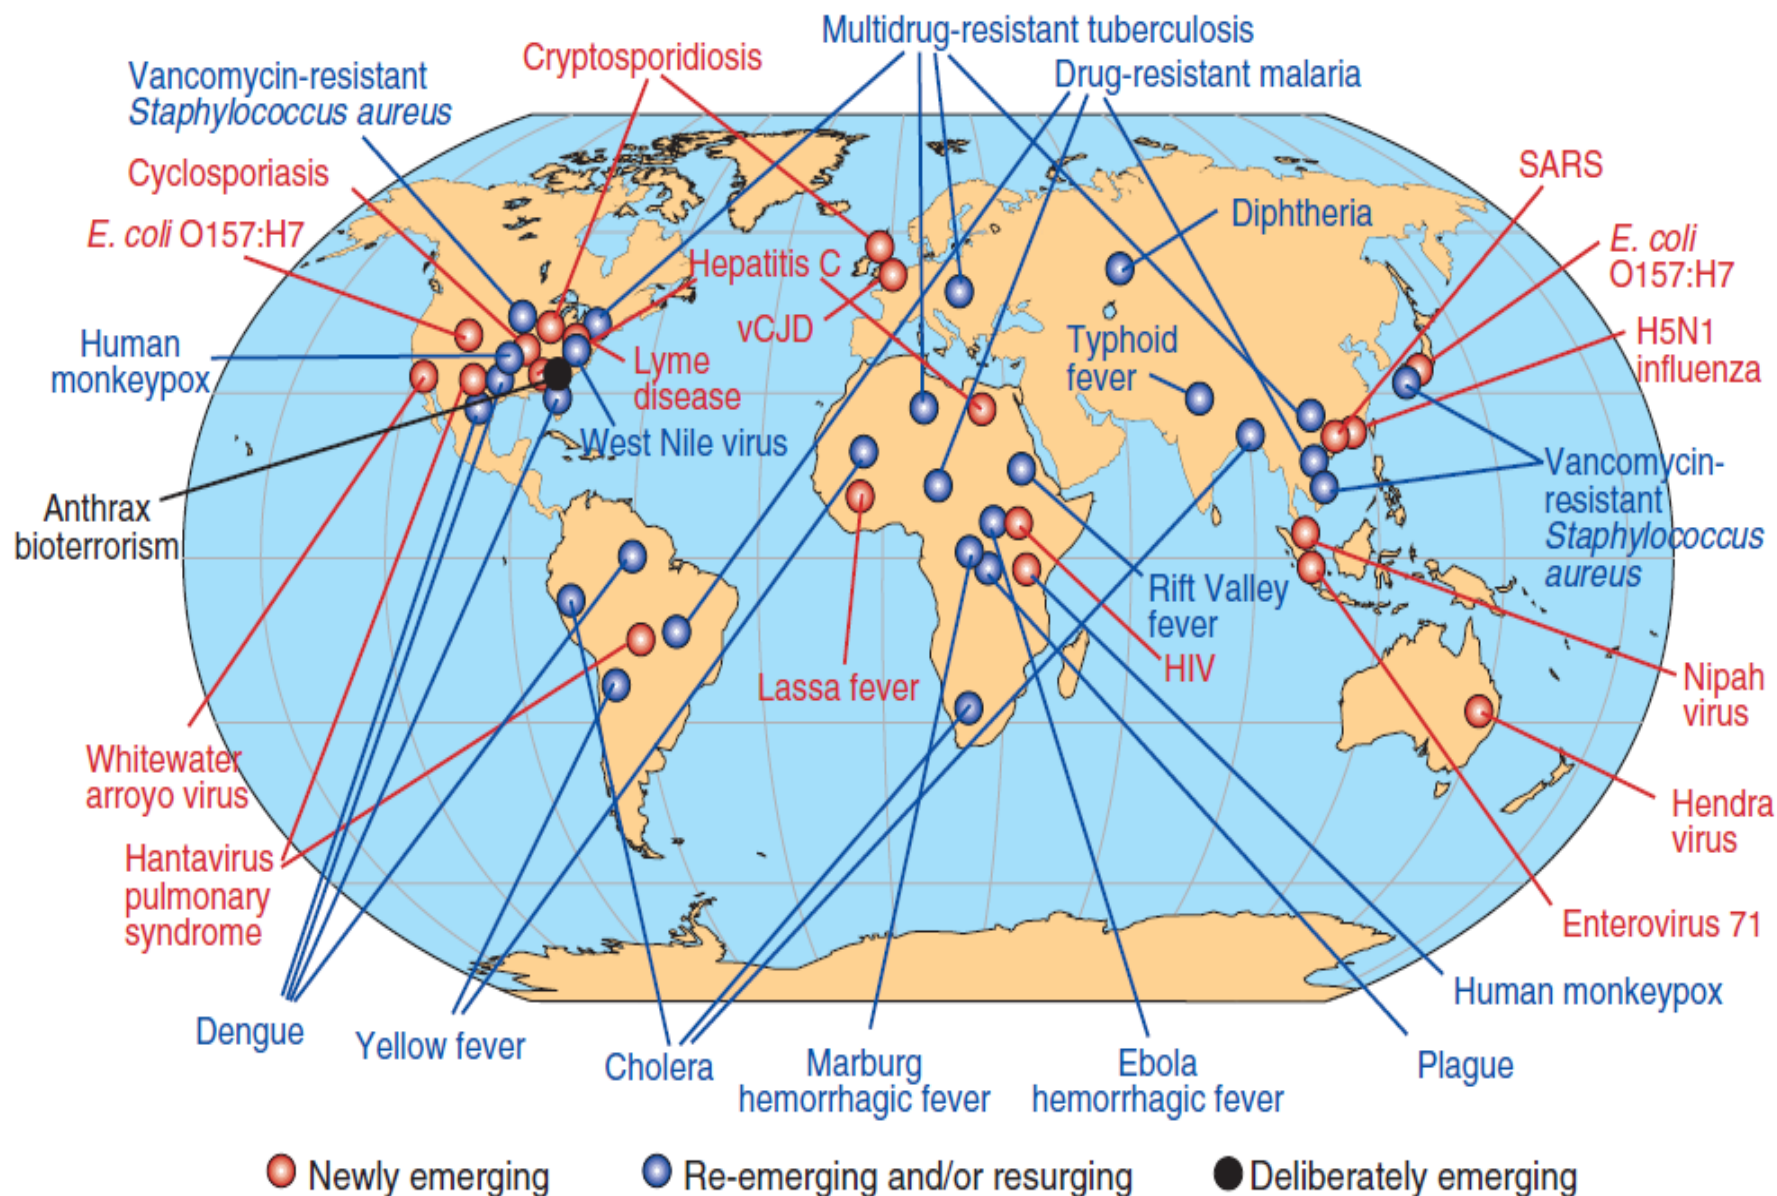 Multidrug-resistant tuberculosis
Cryptosporidiosis
Drug-resistant malaria
Vancomycin-resistant
Staphylococcus aureus
Cyclosporiasis
SARS
E. coli O157:H7
Diphtheria
E. coli
O157:H7
Hepatitis C
vCJD
Human
monkeypox
Lyme
disease
Typhoid
fever
H5N1
influenza
West Nile virus
Vancomycin-
resistant
Staphylococcus
aureus
Anthrax
bioterrorism
Rift Valley
fever
HIV
Lassa fever
Nipah
virus
Whitewater
arroyo virus
Hendra
virus
Hantavirus
pulmonary
syndrome
Enterovirus 71
Human monkeypox
Dengue
Yellow fever
Cholera
Marburg
hemorrhagic fever
Ebola
hemorrhagic fever
Plague
Newly emerging
Re-emerging and/or resurging
Deliberately emerging